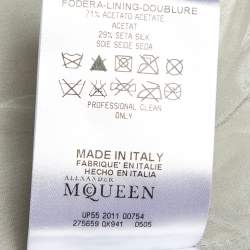 FODERA-LINING-DOUBLURE
71% ACETATO ACETATE
ACETAT
29% SETA SILK
SOIE SEIDE SEDA
PROFESSIONAL CLEAN
ONLY
MADE IN ITALY
FABRIQUE' EN ITALIE
HECHO EN ITALIA
ALEXANDER
MCQUEEN
UP55 2011 00754
275659 QK941 0505